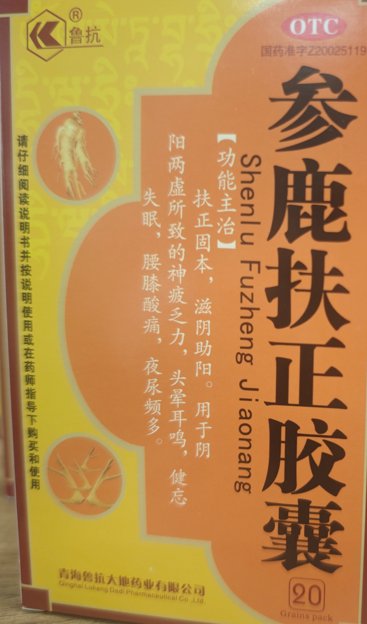 鲁抗
®
OTC
国药准字Z20025119
参鹿扶正胶囊
Shenlu Fuzheng Jiaonang
【功能主治】
扶正固本，滋阴助阳。用于阴
阳两虚所致的神疲乏力，头晕耳鸣，健忘
失眠，腰膝酸痛，夜尿频多。
请仔细阅读说明书并按说明使用或在药师指导下购买和使用
20
Grains pack
青海鲁抗大地药业有限公司
Qinghai Lukang Dadi Pharmaceutical Co.,Ltd.